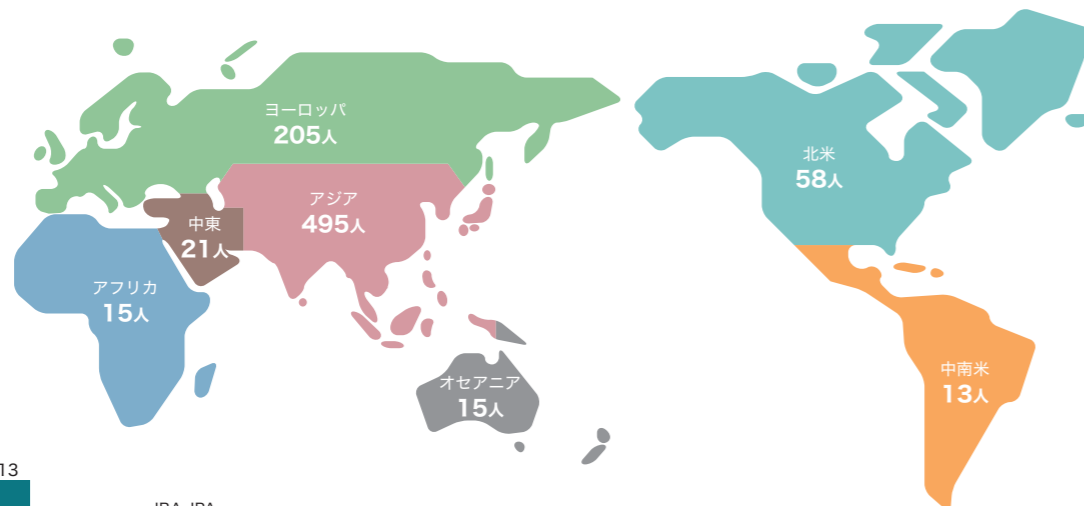 ヨーロッパ
205人
アジア
495人
中東
21人
アフリカ
15人
オセアニア
15人
北米
58人
中南米
13人
13